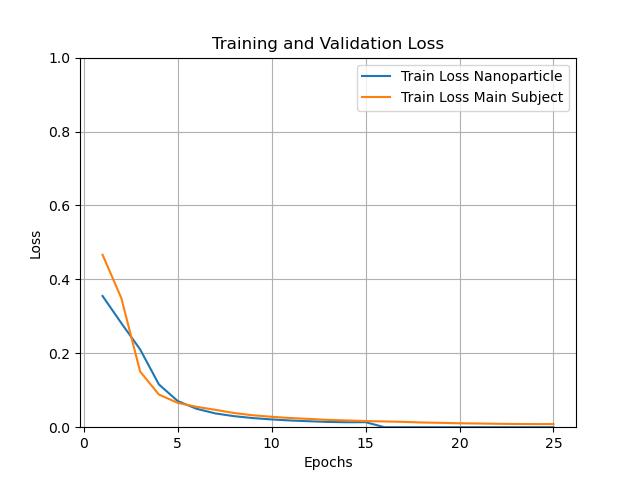 Training and Validation Loss
Train Loss Nanoparticle
Train Loss Main Subject
1.0
0.8
0.6
0.4
0.2
0.0
Loss
0 5 10 15 20 25
Epochs